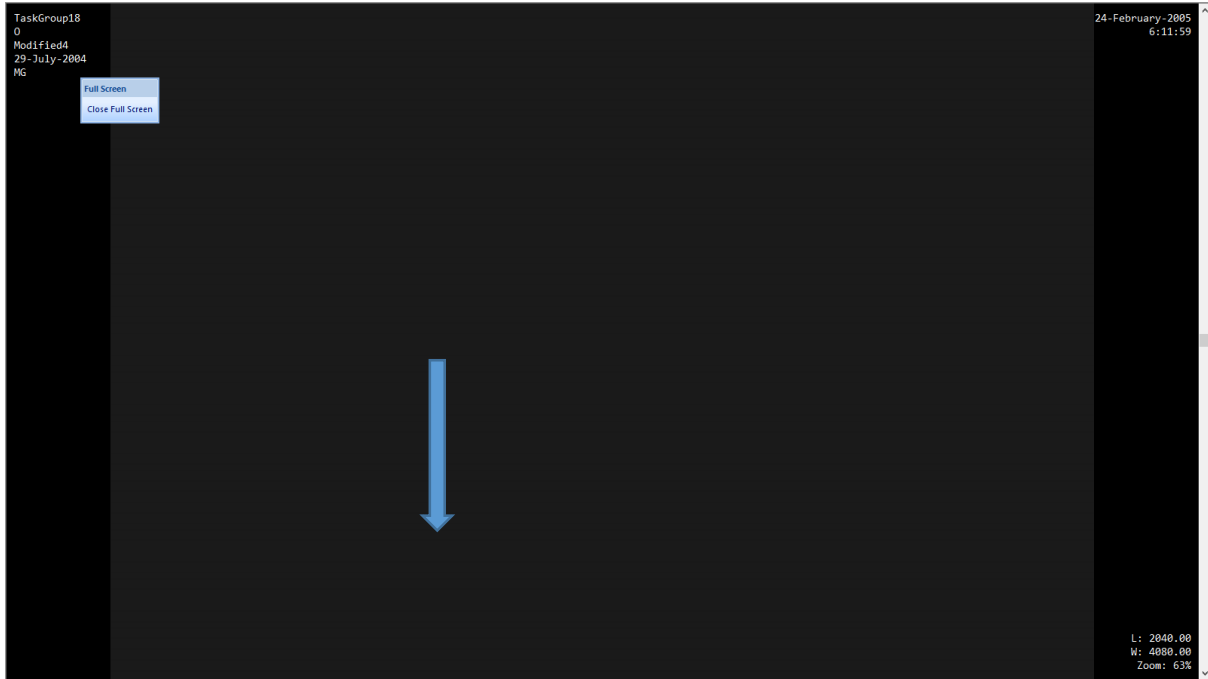 TaskGroup18
O
Modified4
29-July-2004
MG
Full Screen
Close Full Screen
24-February-2005
6:11:59
L: 2040.00
W: 4080.00
Zoom: 63%